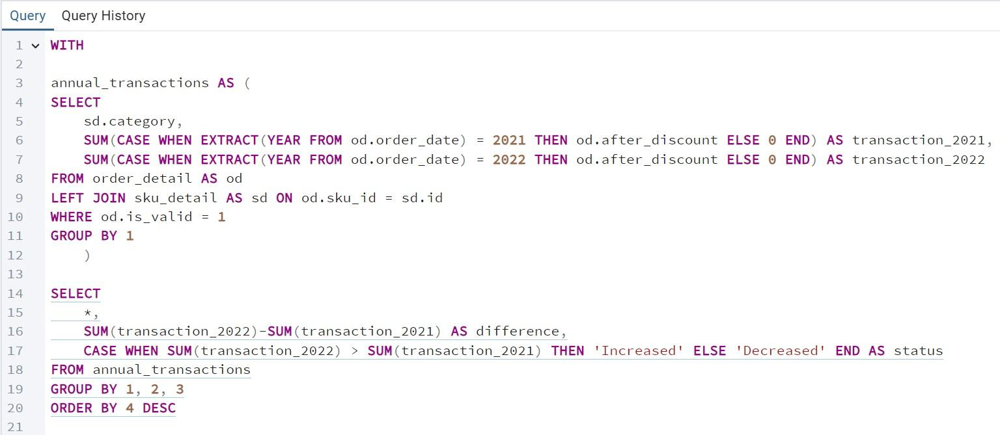 Query Query History
1 WITH
2
3 annual_transactions AS (
4 SELECT
5     sd.category,
6     SUM(CASE WHEN EXTRACT(YEAR FROM od.order_date) = 2021 THEN od.after_discount ELSE 0 END) AS transaction_2021,
7     SUM(CASE WHEN EXTRACT(YEAR FROM od.order_date) = 2022 THEN od.after_discount ELSE 0 END) AS transaction_2022
8 FROM order_detail AS od
9 LEFT JOIN sku_detail AS sd ON od.sku_id = sd.id
10 WHERE od.is_valid = 1
11 GROUP BY 1
12     )
13
14 SELECT
15     *,
16     SUM(transaction_2022)-SUM(transaction_2021) AS difference,
17     CASE WHEN SUM(transaction_2022) > SUM(transaction_2021) THEN 'Increased' ELSE 'Decreased' END AS status
18 FROM annual_transactions
19 GROUP BY 1, 2, 3
20 ORDER BY 4 DESC
21